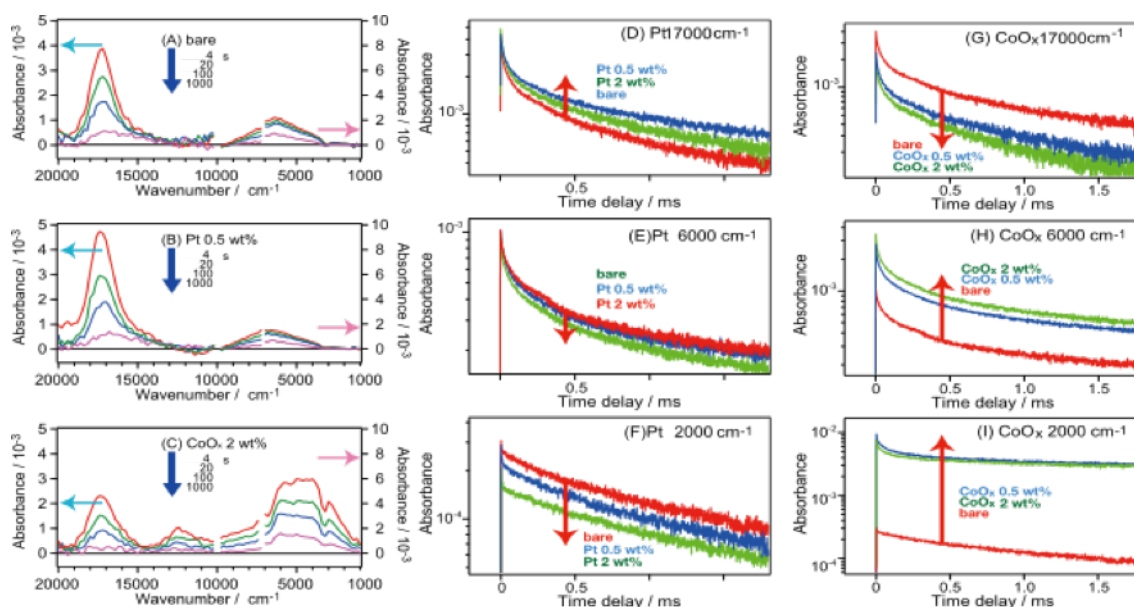 (A) bare
4 s
20
100
1000
Absorbance / 10⁻³
5
4
3
2
1
0
10
8
6
4
2
0
Absorbance / 10⁻³
20000 15000 10000 5000 1000
Wavenumber / cm⁻¹
(B) Pt 0.5 wt%
4 s
20
100
1000
Absorbance / 10⁻³
5
4
3
2
1
0
10
8
6
4
2
0
Absorbance / 10⁻³
20000 15000 10000 5000 1000
Wavenumber / cm⁻¹
(C) CoOₓ 2 wt%
4 s
20
100
1000
Absorbance / 10⁻³
5
4
3
2
1
0
10
8
6
4
2
0
Absorbance / 10⁻³
20000 15000 10000 5000 1000
Wavenumber / cm⁻¹
(D) Pt17000cm⁻¹
Pt 0.5 wt%
Pt 2 wt%
bare
Absorbance
10⁻³
0.5
Time delay / ms
(E)Pt 6000 cm⁻¹
bare
Pt 0.5 wt%
Pt 2 wt%
Absorbance
10⁻³
0.5
Time delay / ms
(F)Pt 2000 cm⁻¹
bare
Pt 0.5 wt%
Pt 2 wt%
Absorbance
10⁻⁴
0.5
Time delay / ms
(G) CoOₓ17000cm⁻¹
bare
CoOₓ 0.5 wt%
CoOₓ 2 wt%
Absorbance
10⁻³
0 0.5 1.0 1.5
Time delay / ms
(H) CoOₓ 6000 cm⁻¹
CoOₓ 2 wt%
CoOₓ 0.5 wt%
bare
Absorbance
10⁻³
0 0.5 1.0 1.5
Time delay / ms
(I) CoOₓ 2000 cm⁻¹
CoOₓ 0.5 wt%
CoOₓ 2 wt%
bare
Absorbance
10⁻²
10⁻³
10⁻⁴
0 0.5 1.0 1.5
Time delay / ms